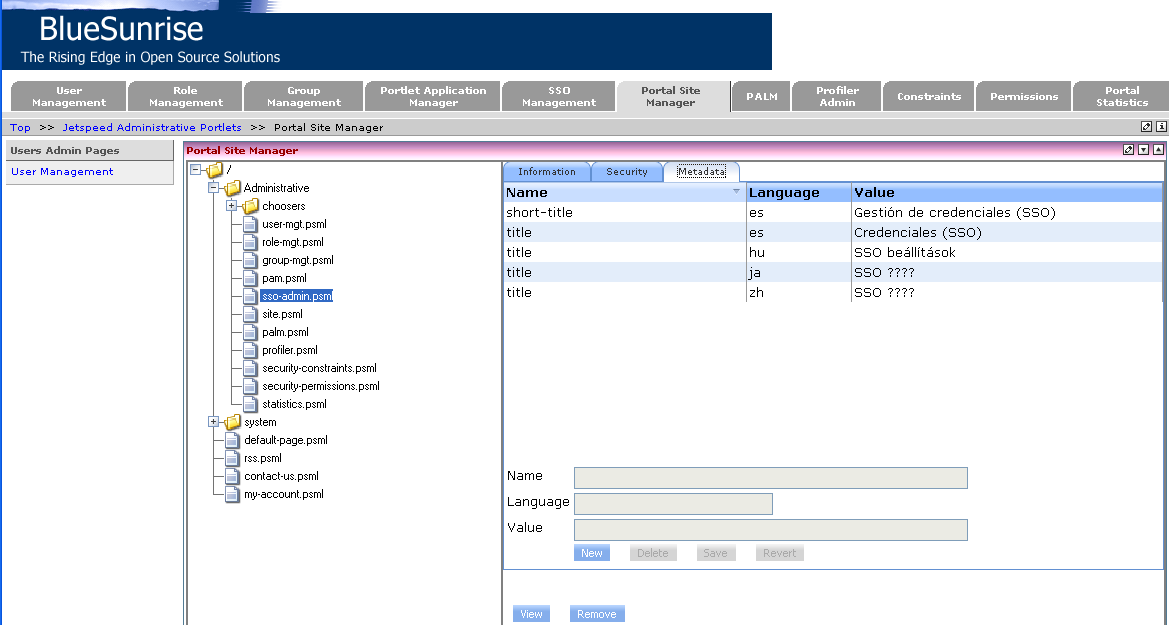 BlueSunrise
The Rising Edge in Open Source Solutions
User Management
Role Management
Group Management
Portlet Application Manager
SSO Management
Portal Site Manager
PALM
Profiler Admin
Constraints
Permissions
Portal Statistics
Top >> Jetspeed Administrative Portlets >> Portal Site Manager
Users Admin Pages
User Management
Portal Site Manager
/
Administrative
choosers
user-mgt.psml
role-mgt.psml
group-mgt.psml
pam.psml
sso-admin.psml
site.psml
palm.psml
profiler.psml
security-constraints.psml
security-permissions.psml
statistics.psml
system
default-page.psml
rss.psml
contact-us.psml
my-account.psml
Information Security Metadata
Name Language Value
short-title es Gestión de credenciales (SSO)
title es Credenciales (SSO)
title hu SSO beállítások
title ja SSO ????
title zh SSO ????
Name
Language
Value
New Delete Save Revert
View Remove